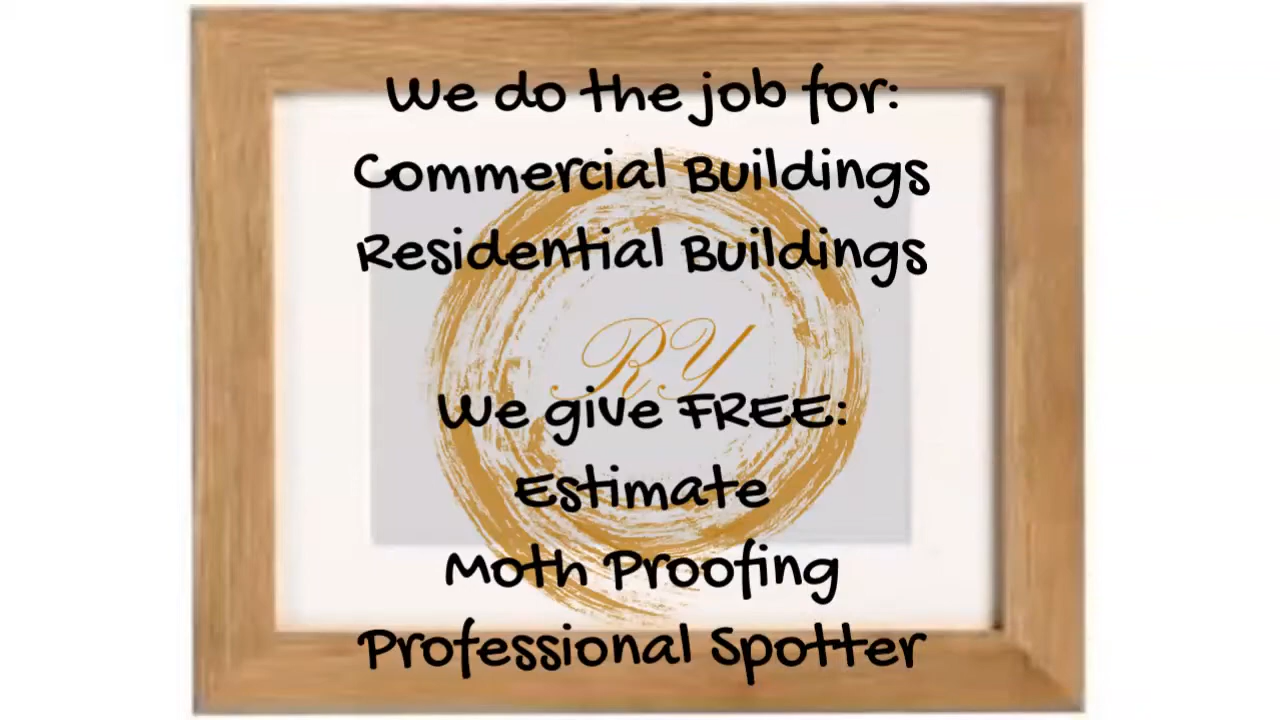 We do the job for:
Commercial Buildings
Residential Buildings
RY
We give FREE:
Estimate
Moth Proofing
Professional Spotter